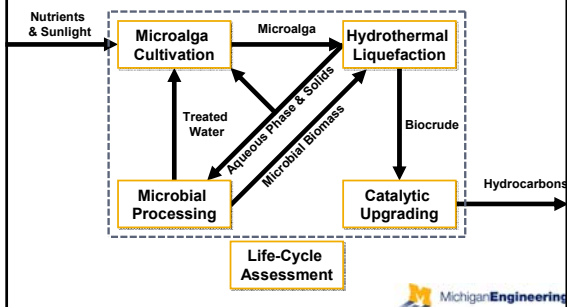 Nutrients
& Sunlight
Microalga
Cultivation
Microalga
Hydrothermal
Liquefaction
Treated
Water
Aqueous Phase & Solids
Microbial Biomass
Biocrude
Microbial
Processing
Catalytic
Upgrading
Hydrocarbons
Life-Cycle
Assessment
M
MichiganEngineering